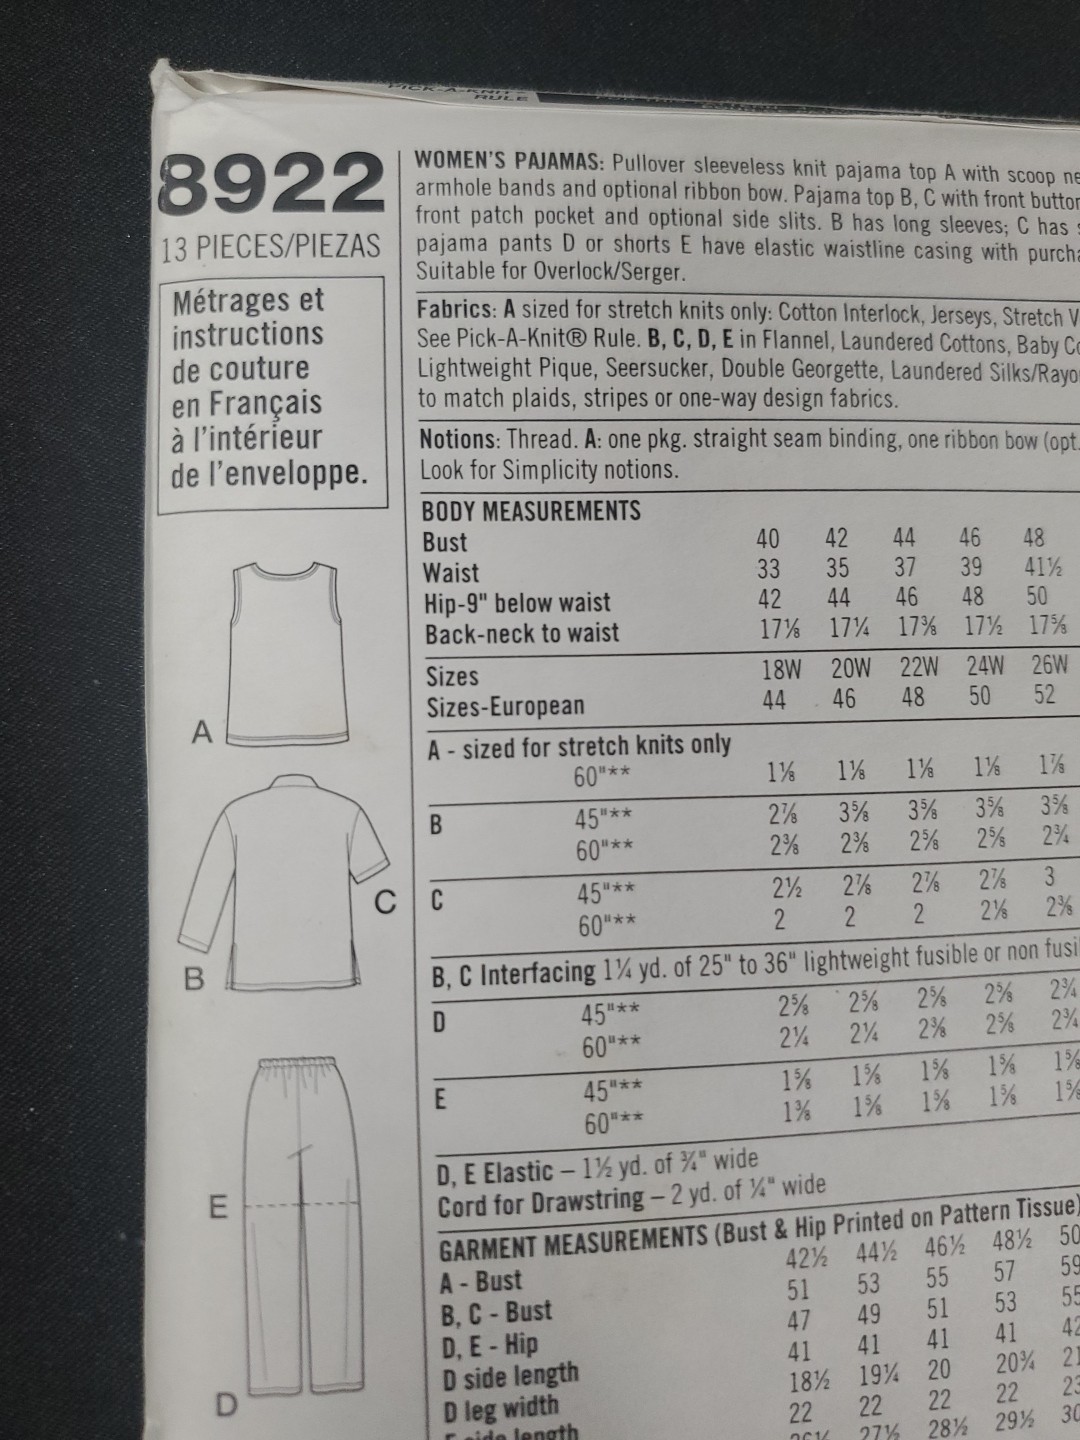 PICK-A-KNIT®
RULE
8922
13 PIECES/PIEZAS
Métrages et
instructions
de couture
en Français
à l'intérieur
de l'enveloppe.
A
C
B
E
D
WOMEN'S PAJAMAS: Pullover sleeveless knit pajama top A with scoop
armhole bands and optional ribbon bow. Pajama top B, C with front
front patch pocket and optional side slits. B has long sleeves; C has
pajama pants D or shorts E have elastic waistline casing with
Suitable for Overlock/Serger.
Fabrics: A sized for stretch knits only: Cotton Interlock, Jerseys, Stretch
See Pick-A-Knit® Rule. B, C, D, E in Flannel, Laundered Cottons, Baby
Lightweight Pique, Seersucker, Double Georgette, Laundered
to match plaids, stripes or one-way design fabrics.
Notions: Thread. A: one pkg. straight seam binding, one ribbon bow (opt.
Look for Simplicity notions.
BODY MEASUREMENTS
Bust 40 42 44 46 48
Waist 33 35 37 39 41½
Hip-9" below waist 42 44 46 48 50
Back-neck to waist 17⅛ 17¼ 17⅜ 17½ 17⅝
Sizes 18W 20W 22W 24W 26W
Sizes-European 44 46 48 50 52
A - sized for stretch knits only
60"** 1⅛ 1⅛ 1⅛ 1⅛ 1⅞
B 45"** 2⅞ 3⅝ 3⅝ 3⅝ 3⅝
60"** 2⅜ 2⅜ 2⅝ 2⅝ 2¾
C 45"** 2½ 2⅞ 2⅞ 2⅞ 3
60"** 2 2 2 2⅛ 2⅜
B, C Interfacing 1¼ yd. of 25" to 36" lightweight fusible or non
D 45"** 2⅝ 2⅝ 2⅝ 2⅝ 2¾
60"** 2¼ 2¼ 2⅜ 2⅝ 2¾
E 45"** 1⅝ 1⅝ 1⅝ 1⅝
60"** 1⅜ 1⅝ 1⅝ 1⅝
D, E Elastic – 1½ yd. of ¾" wide
Cord for Drawstring – 2 yd. of ¼" wide
GARMENT MEASUREMENTS (Bust & Hip Printed on Pattern Tissue)
A - Bust 42½ 44½ 46½ 48½ 50
B, C - Bust 51 53 55 57 59
D, E - Hip 47 49 51 53 55
D side length 41 41 41 41 42
D leg width 18½ 19¼ 20 20¾ 21
E side length 22 22 22 22 23
27½ 28½ 29½ 30